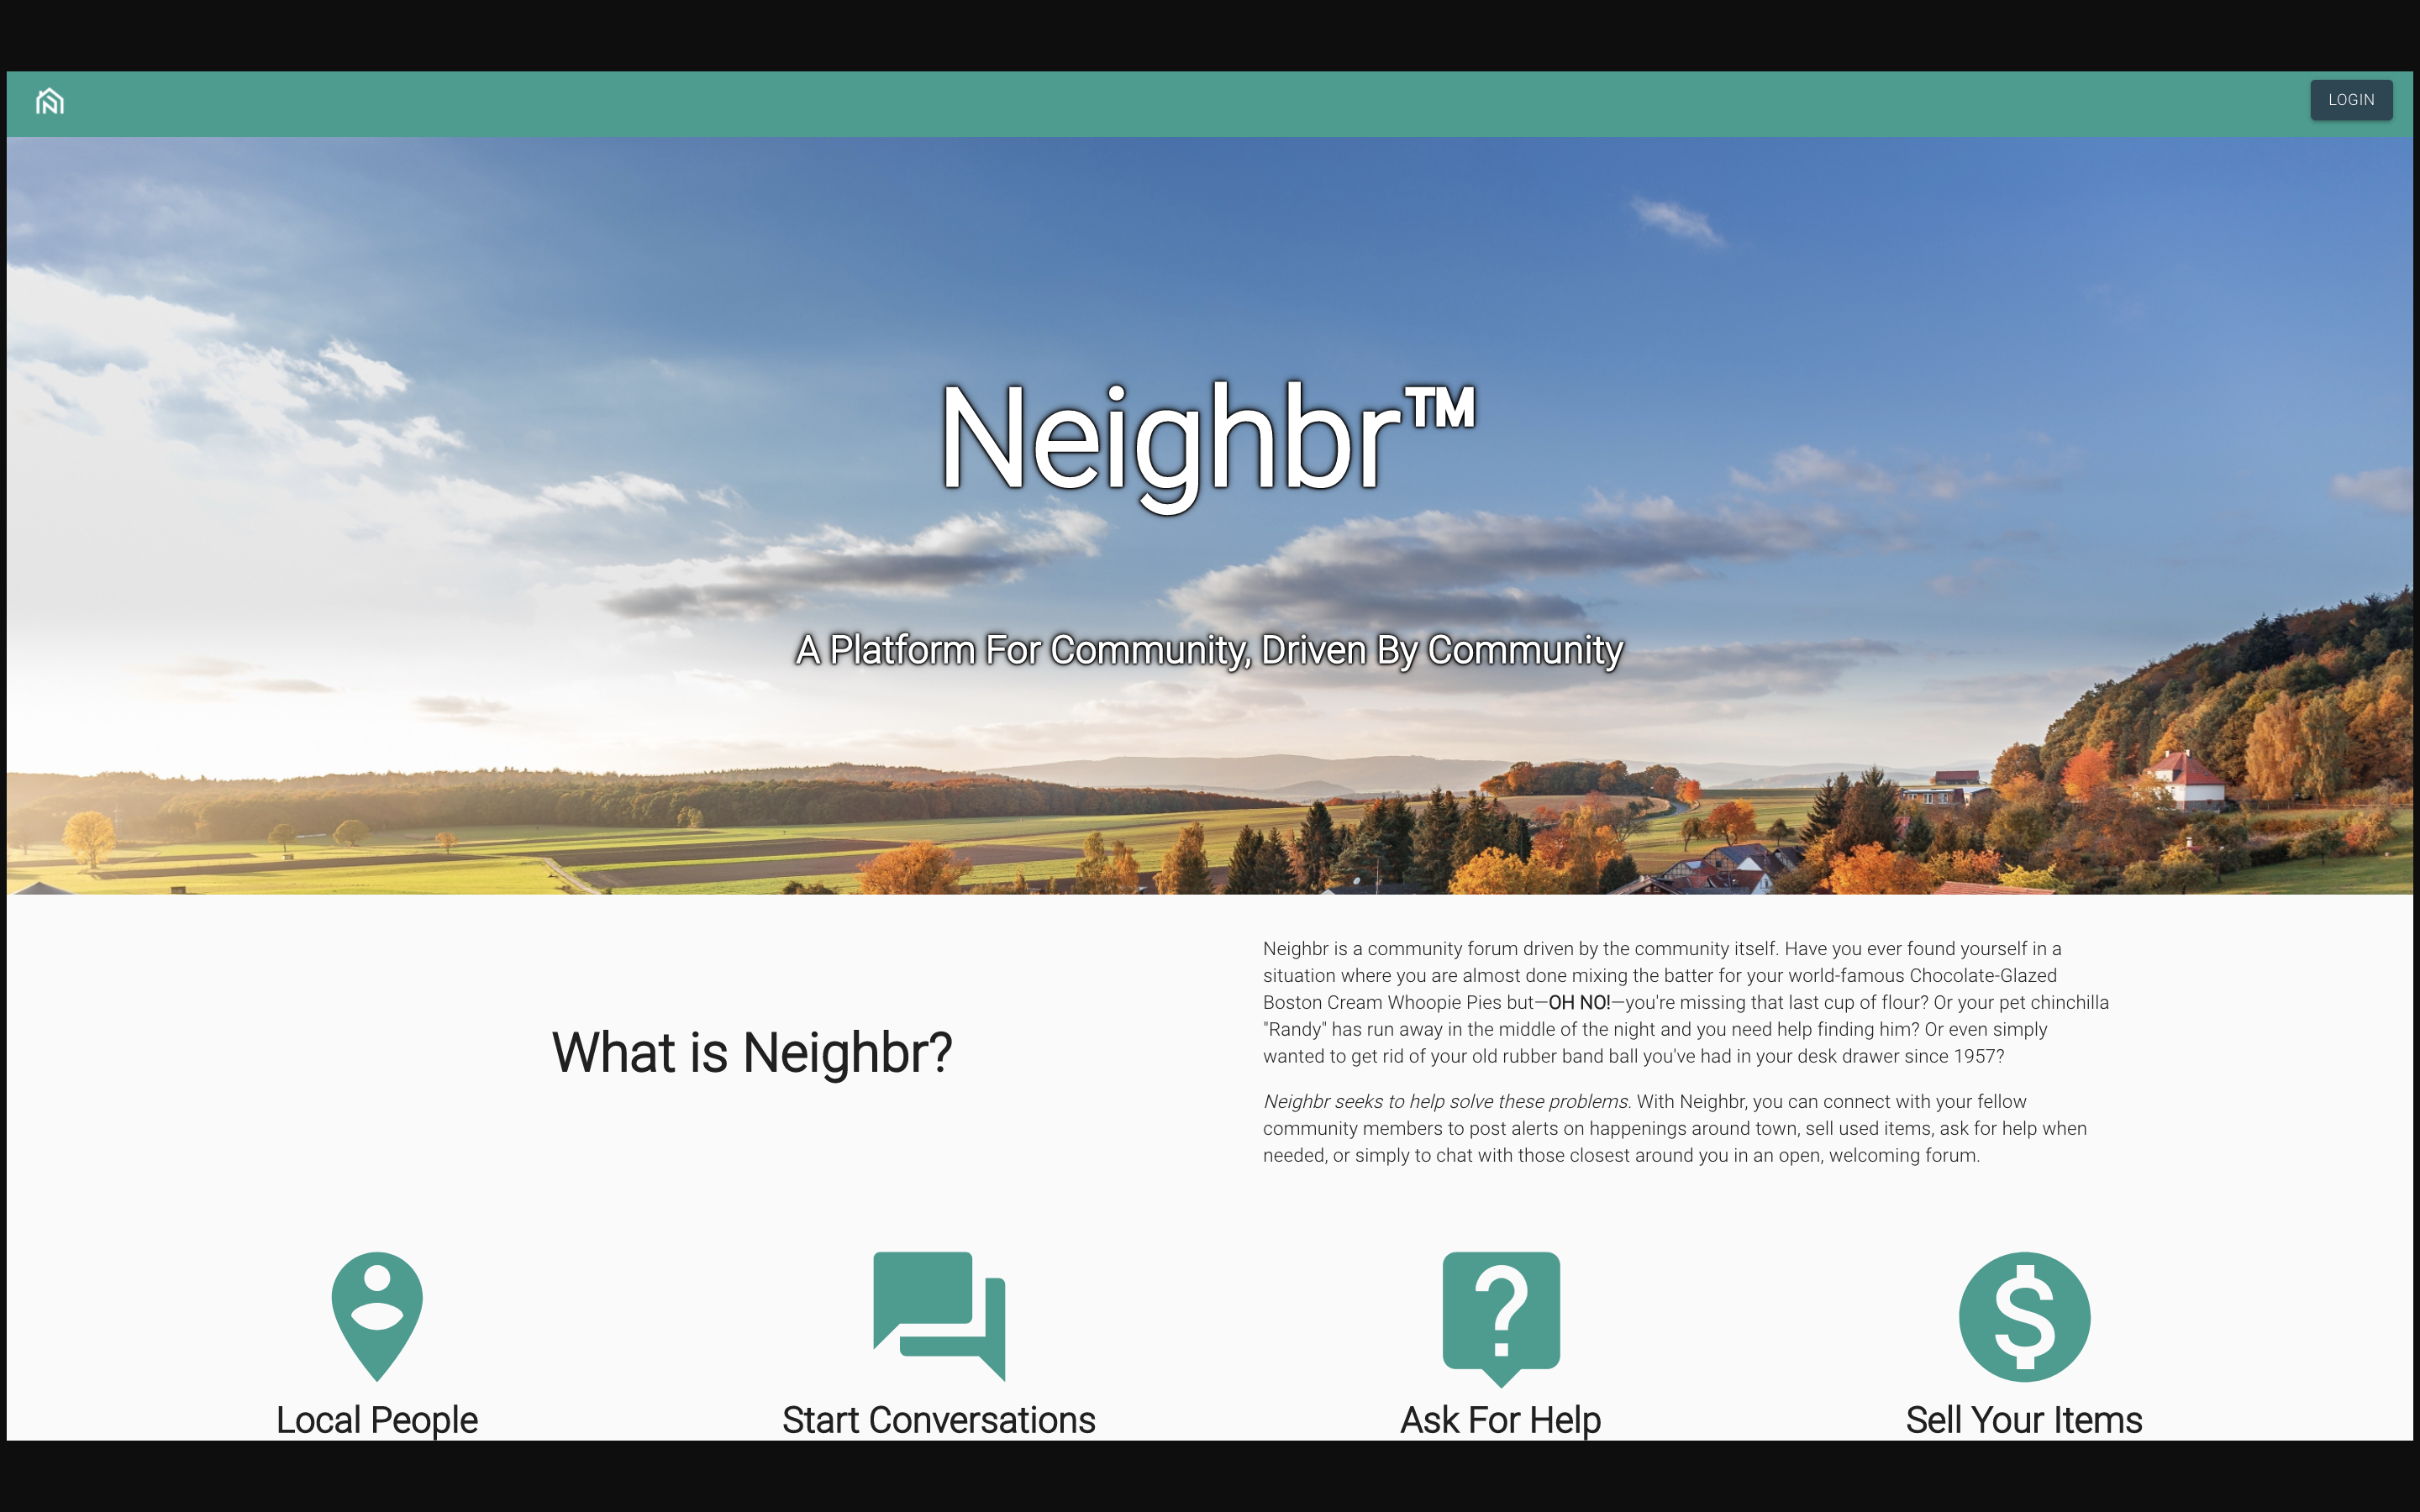 LOGIN
Neighbr™
A Platform For Community, Driven By Community
What is Neighbr?
Neighbr is a community forum driven by the community itself. Have you ever found yourself in a
situation where you are almost done mixing the batter for your world-famous Chocolate-Glazed
Boston Cream Whoopie Pies but—OH NO!—you're missing that last cup of flour? Or your pet chinchilla
"Randy" has run away in the middle of the night and you need help finding him? Or even simply
wanted to get rid of your old rubber band ball you've had in your desk drawer since 1957?
Neighbr seeks to help solve these problems. With Neighbr, you can connect with your fellow
community members to post alerts on happenings around town, sell used items, ask for help when
needed, or simply to chat with those closest around you in an open, welcoming forum.
Local People
Start Conversations
Ask For Help
Sell Your Items